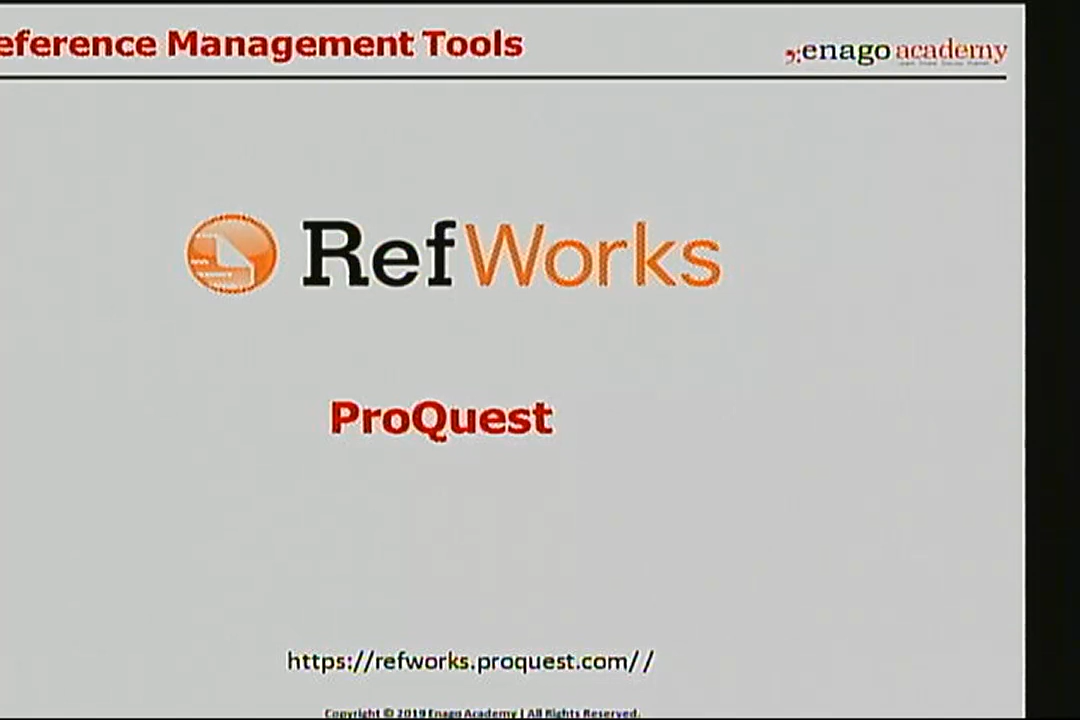 eference Management Tools
enago academy
RefWorks
ProQuest
https://refworks.proquest.com//
Copyright © 2019 Enago Academy | All Rights Reserved.